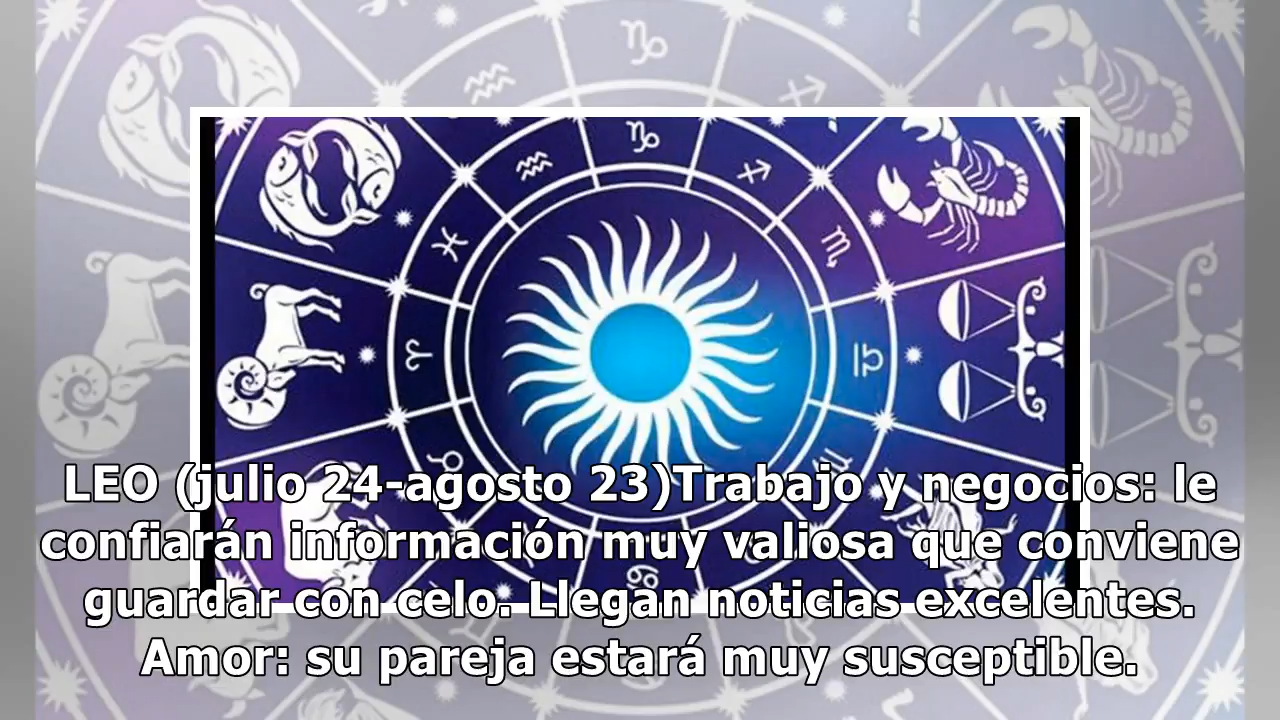 LEO (julio 24-agosto 23)Trabajo y negocios: le
confiarán información muy valiosa que conviene
guardar con celo. Llegan noticias excelentes.
Amor: su pareja estará muy susceptible.